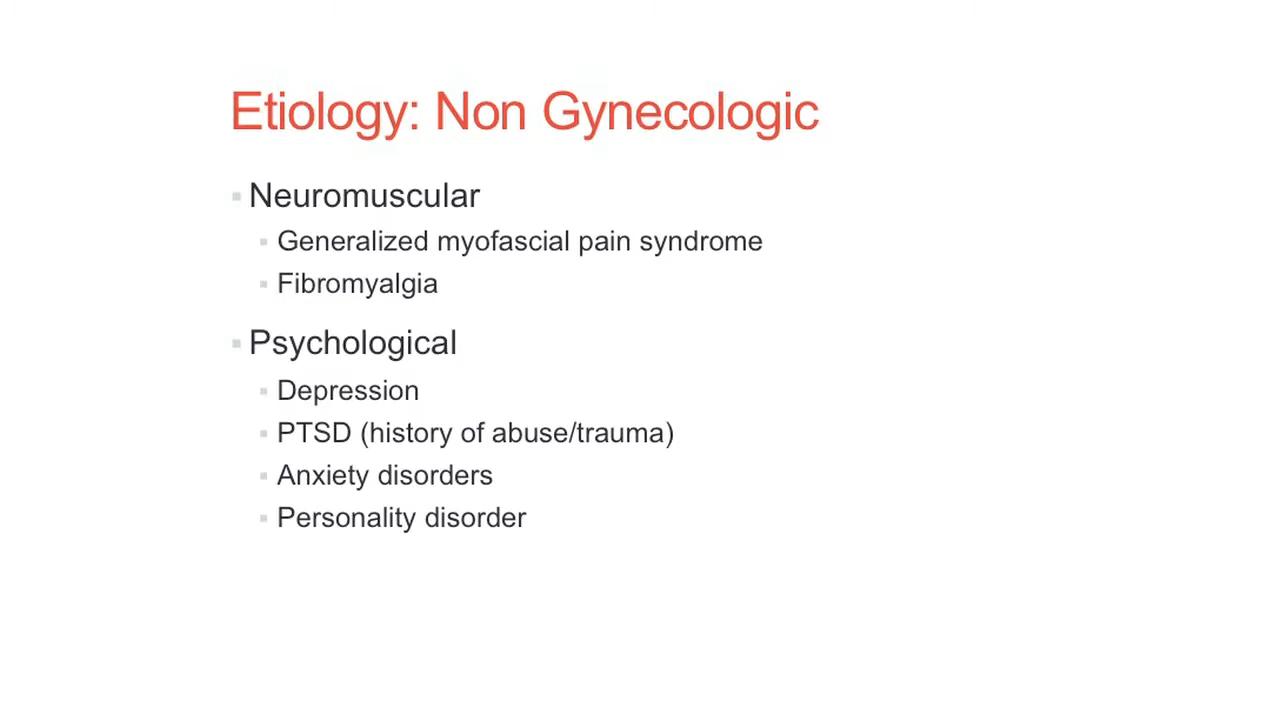 Etiology: Non Gynecologic
Neuromuscular
Generalized myofascial pain syndrome
Fibromyalgia
Psychological
Depression
PTSD (history of abuse/trauma)
Anxiety disorders
Personality disorder